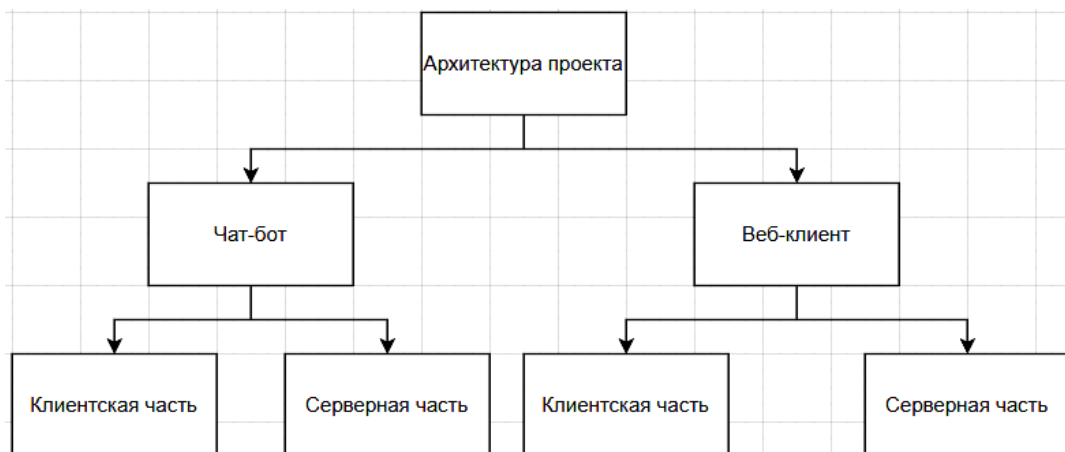 Архитектура проекта
Чат-бот
Веб-клиент
Клиентская часть
Серверная часть
Клиентская часть
Серверная часть